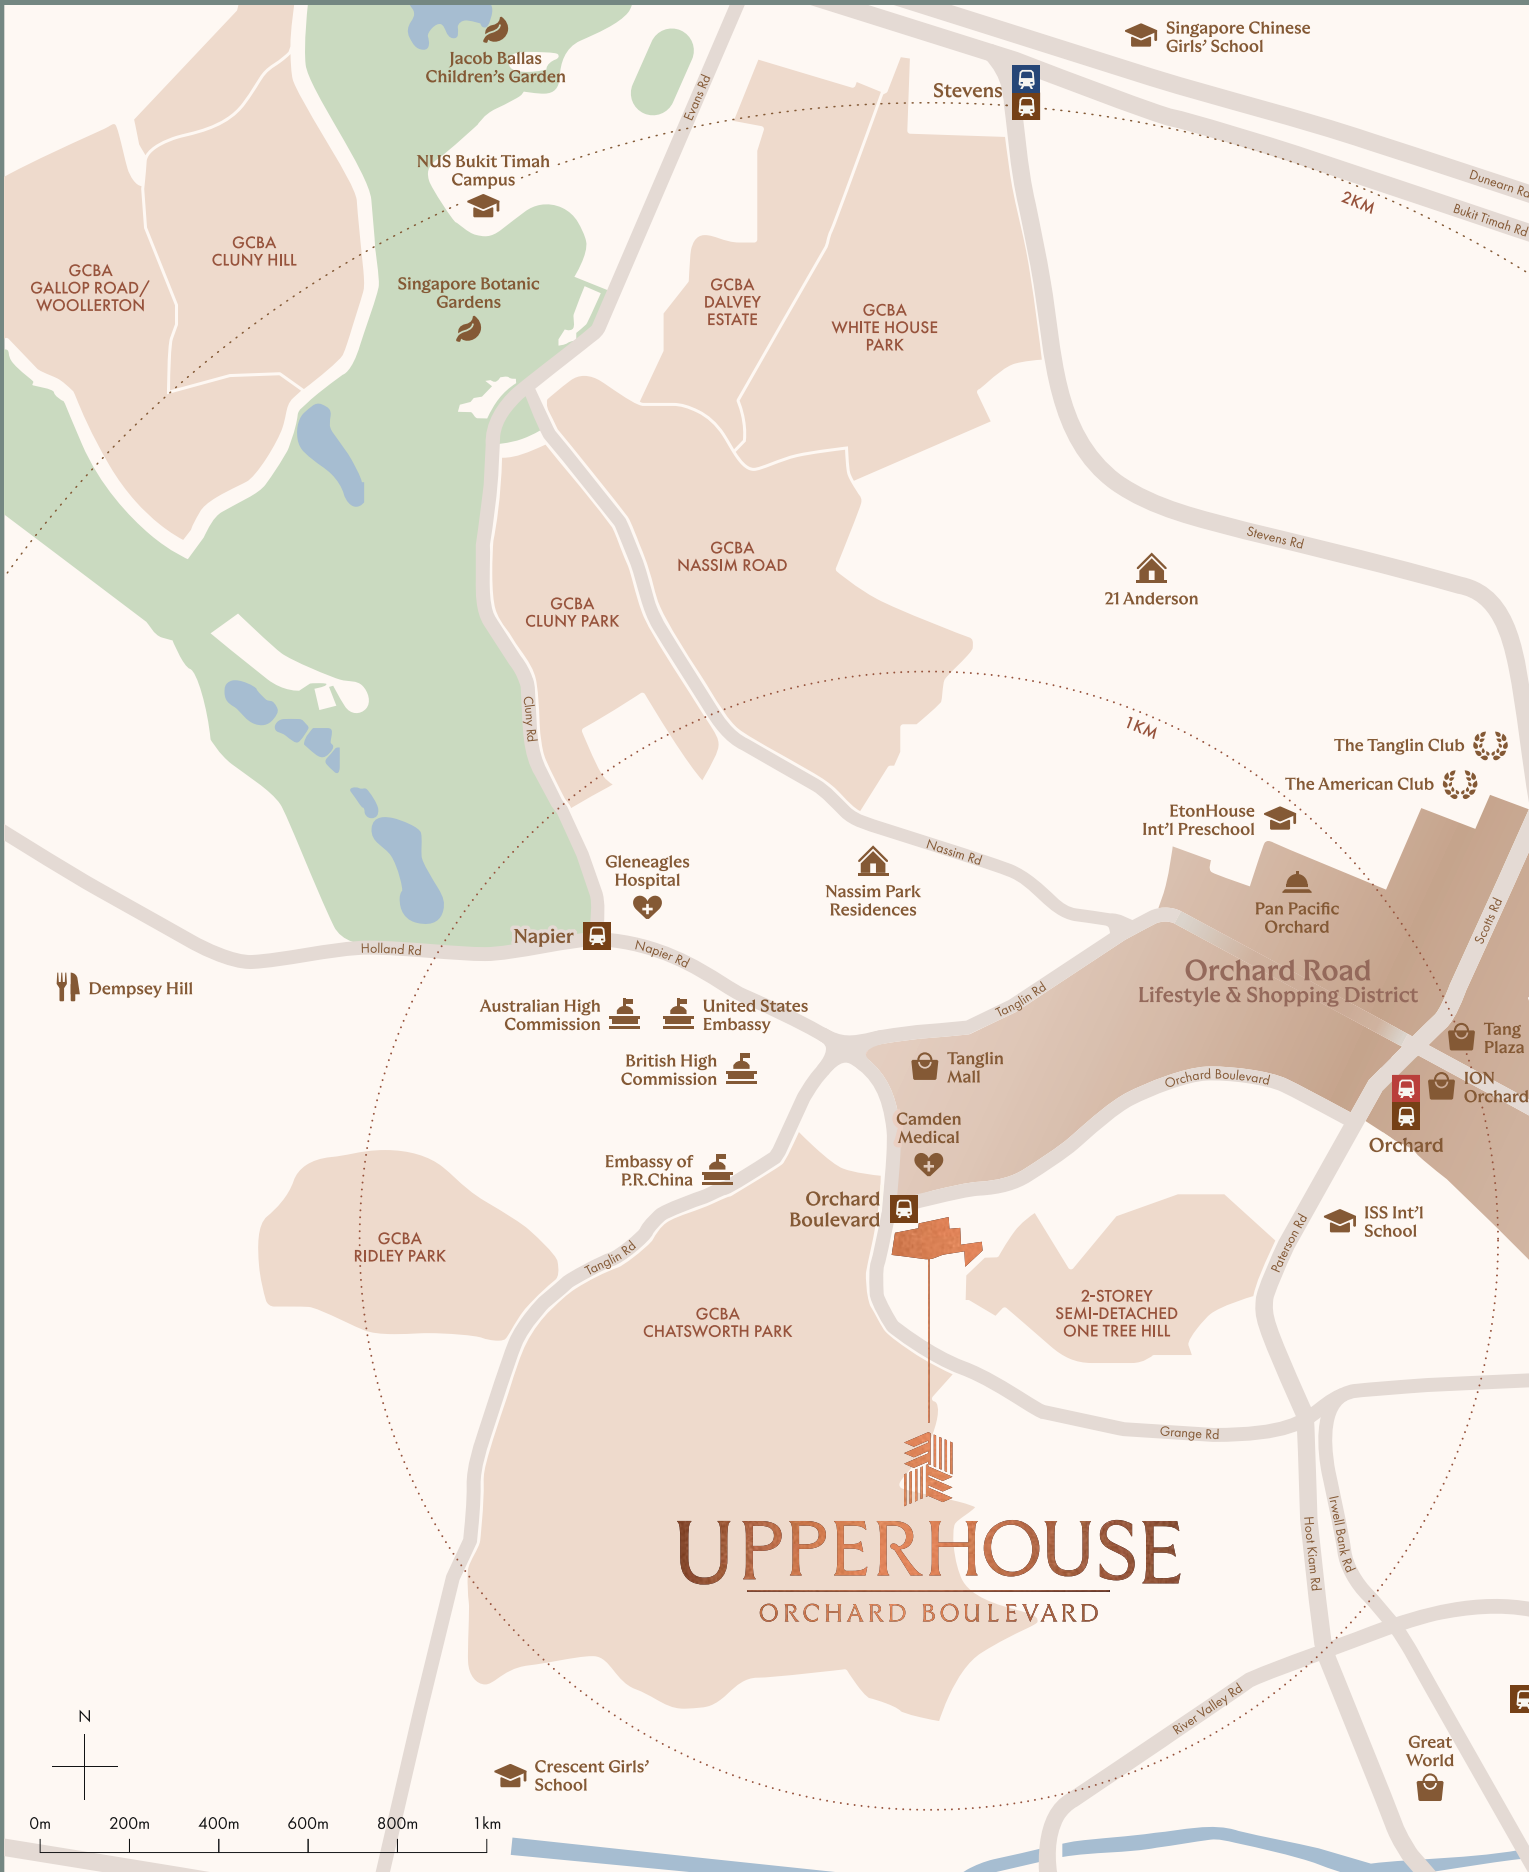 Singapore Chinese
Girls' School
Jacob Ballas
Children's Garden
Stevens
Evans Rd
NUS Bukit Timah
Campus
Dunearn Rd
Bukit Timah Rd
2KM
GCBA
CLUNY HILL
GCBA
GALLOP ROAD/
WOOLLERTON
Singapore Botanic
Gardens
GCBA
DALVEY
ESTATE
GCBA
WHITE HOUSE
PARK
Stevens Rd
GCBA
NASSIM ROAD
21 Anderson
GCBA
CLUNY PARK
Cluny Rd
1KM
The Tanglin Club
The American Club
EtonHouse
Int'l Preschool
Nassim Rd
Gleneagles
Hospital
Nassim Park
Residences
Pan Pacific
Orchard
Scotts Rd
Napier
Holland Rd
Napier Rd
Orchard Road
Lifestyle & Shopping District
Dempsey Hill
Australian High
Commission
United States
Embassy
Tanglin Rd
Tang
Plaza
British High
Commission
Tanglin
Mall
Orchard Boulevard
ION
Orchard
Camden
Medical
Orchard
Embassy of
P.R.China
Orchard
Boulevard
ISS Int'l
School
Paterson Rd
GCBA
RIDLEY PARK
Tanglin Rd
GCBA
CHATSWORTH PARK
2-STOREY
SEMI-DETACHED
ONE TREE HILL
Grange Rd
Hoot Kiam Rd
Irwell Bank Rd
UPPERHOUSE
ORCHARD BOULEVARD
River Valley Rd
N
Great
World
Crescent Girls'
School
0m
200m
400m
600m
800m
1km